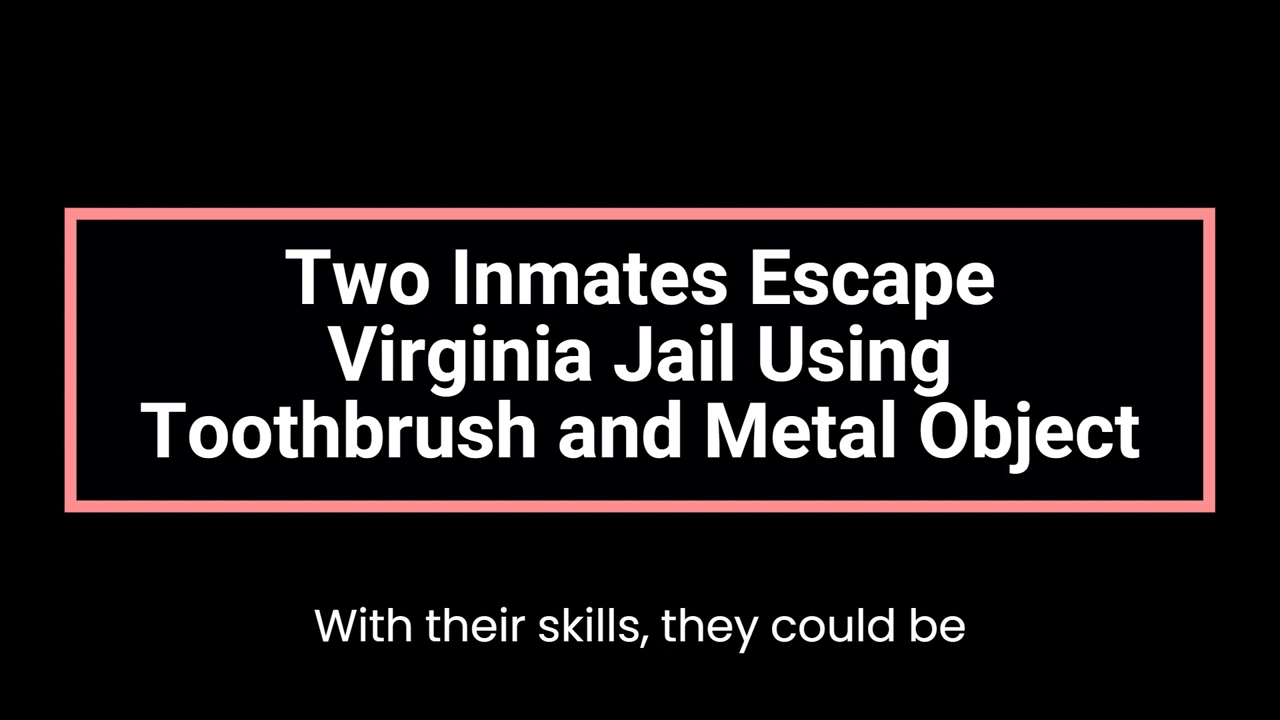 Two Inmates Escape
Virginia Jail Using
Toothbrush and Metal Object
With their skills, they could be